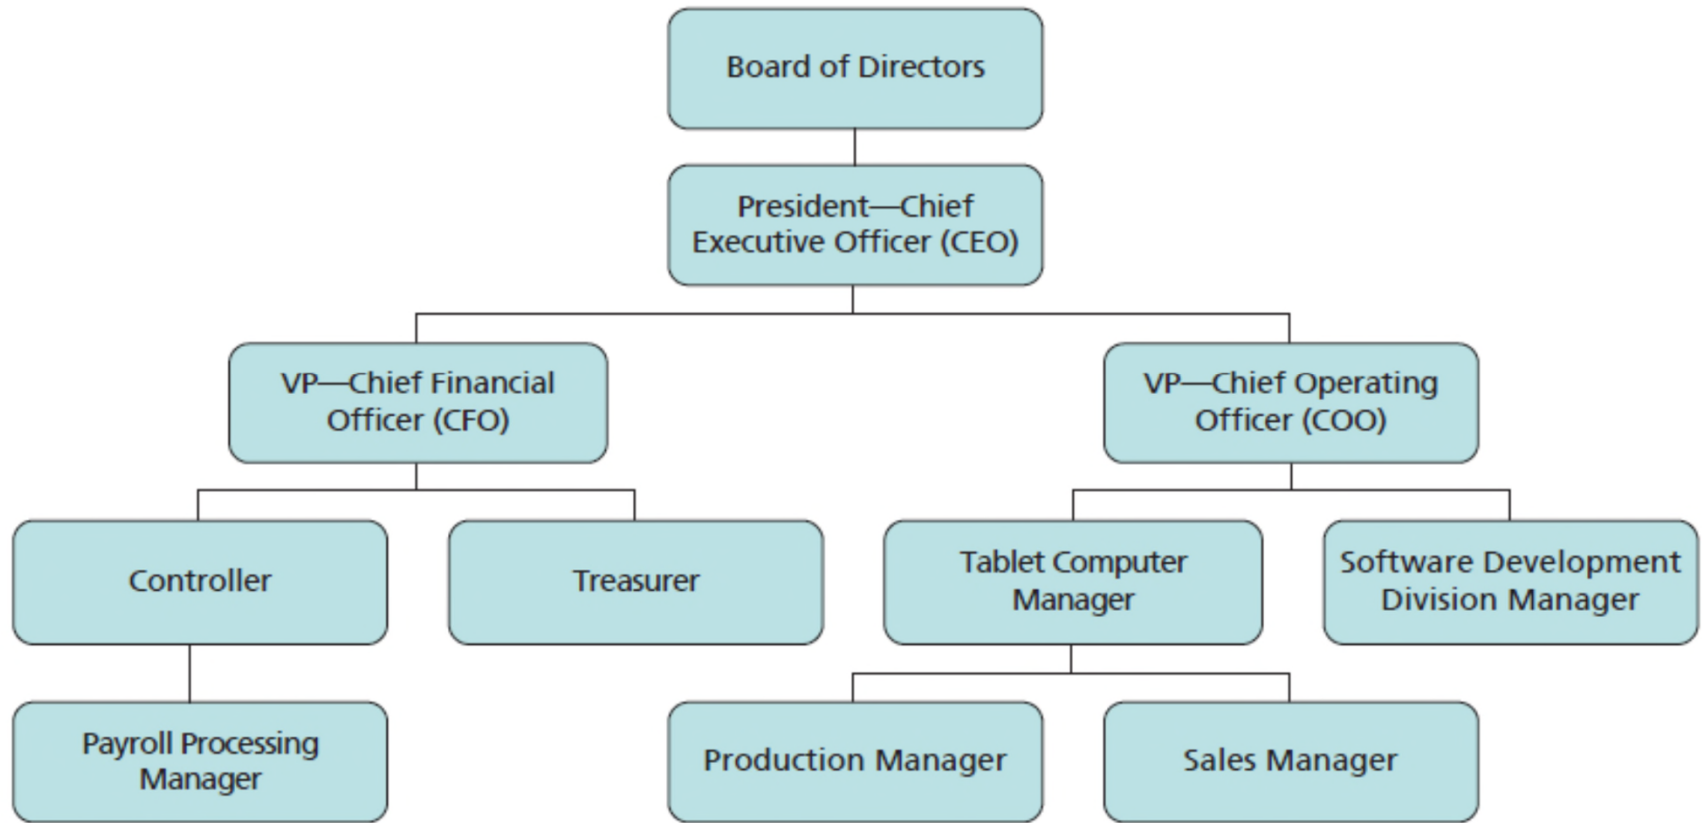 Board of Directors
President—Chief
Executive Officer (CEO)
VP—Chief Financial
Officer (CFO)
VP—Chief Operating
Officer (COO)
Controller
Treasurer
Tablet Computer
Manager
Software Development
Division Manager
Payroll Processing
Manager
Production Manager
Sales Manager